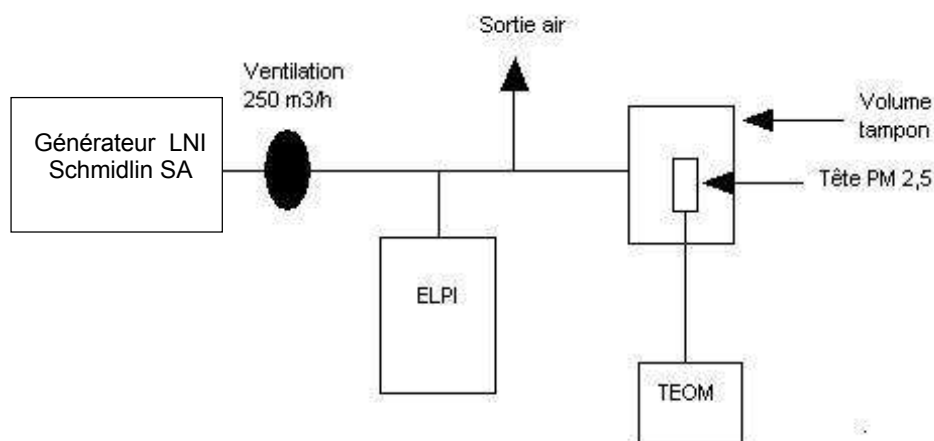 Sortie air
Ventilation
250 m3/h
Volume
tampon
Générateur LNI
Schmidlin SA
Tête PM 2,5
ELPI
TEOM